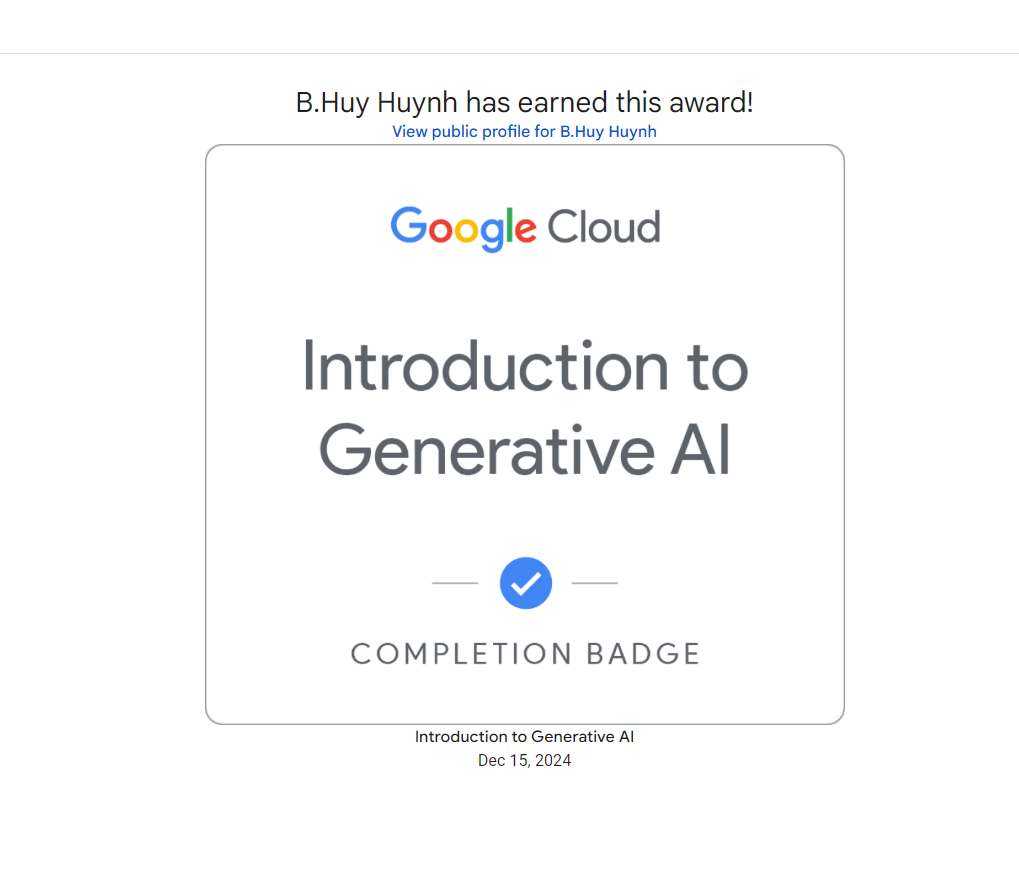 B.Huy Huynh has earned this award!
View public profile for B.Huy Huynh
Google Cloud
Introduction to
Generative AI
COMPLETION BADGE
Introduction to Generative AI
Dec 15, 2024